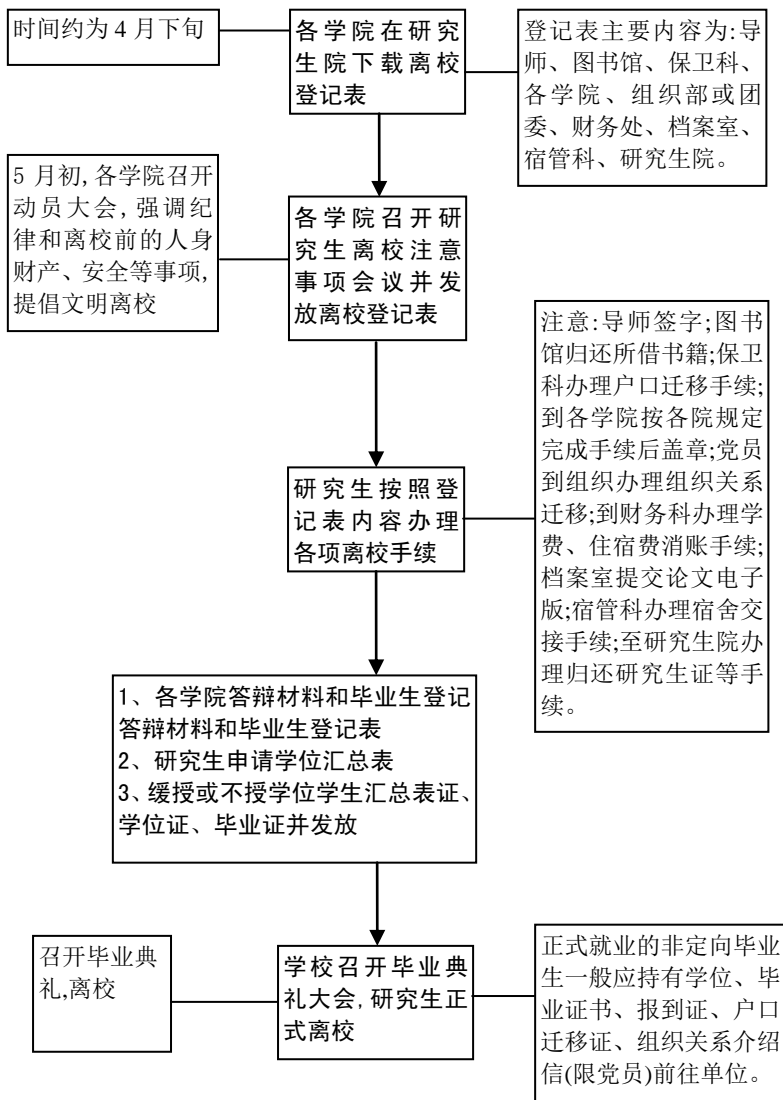 时间约为4月下旬
各学院在研究
生院下载离校
登记表
登记表主要内容为:导
师、图书馆、保卫科、
各学院、组织部或团
委、财务处、档案室、
宿管科、研究生院。
5月初,各学院召开
动员大会,强调纪
律和离校前的人身
财产、安全等事项,
提倡文明离校
各学院召开研
究生离校注意
事项会议并发
放离校登记表
注意:导师签字;图书
馆归还所借书籍;保卫
科办理户口迁移手续;
到各学院按各院规定
完成手续后盖章;党员
到组织办理组织关系
迁移;到财务科办理学
费、住宿费消账手续;
档案室提交论文电子
版;宿管科办理宿舍交
接手续;至研究生院办
理归还研究生证等手
续。
研究生按照登
记表内容办理
各项离校手续
1、各学院答辩材料和毕业生登记
答辩材料和毕业生登记表
2、研究生申请学位汇总表
3、缓授或不授学位学生汇总表证、
学位证、毕业证并发放
召开毕业典
礼,离校
学校召开毕业典
礼大会,研究生正
式离校
正式就业的非定向毕业
生一般应持有学位、毕
业证书、报到证、户口
迁移证、组织关系介绍
信(限党员)前往单位。